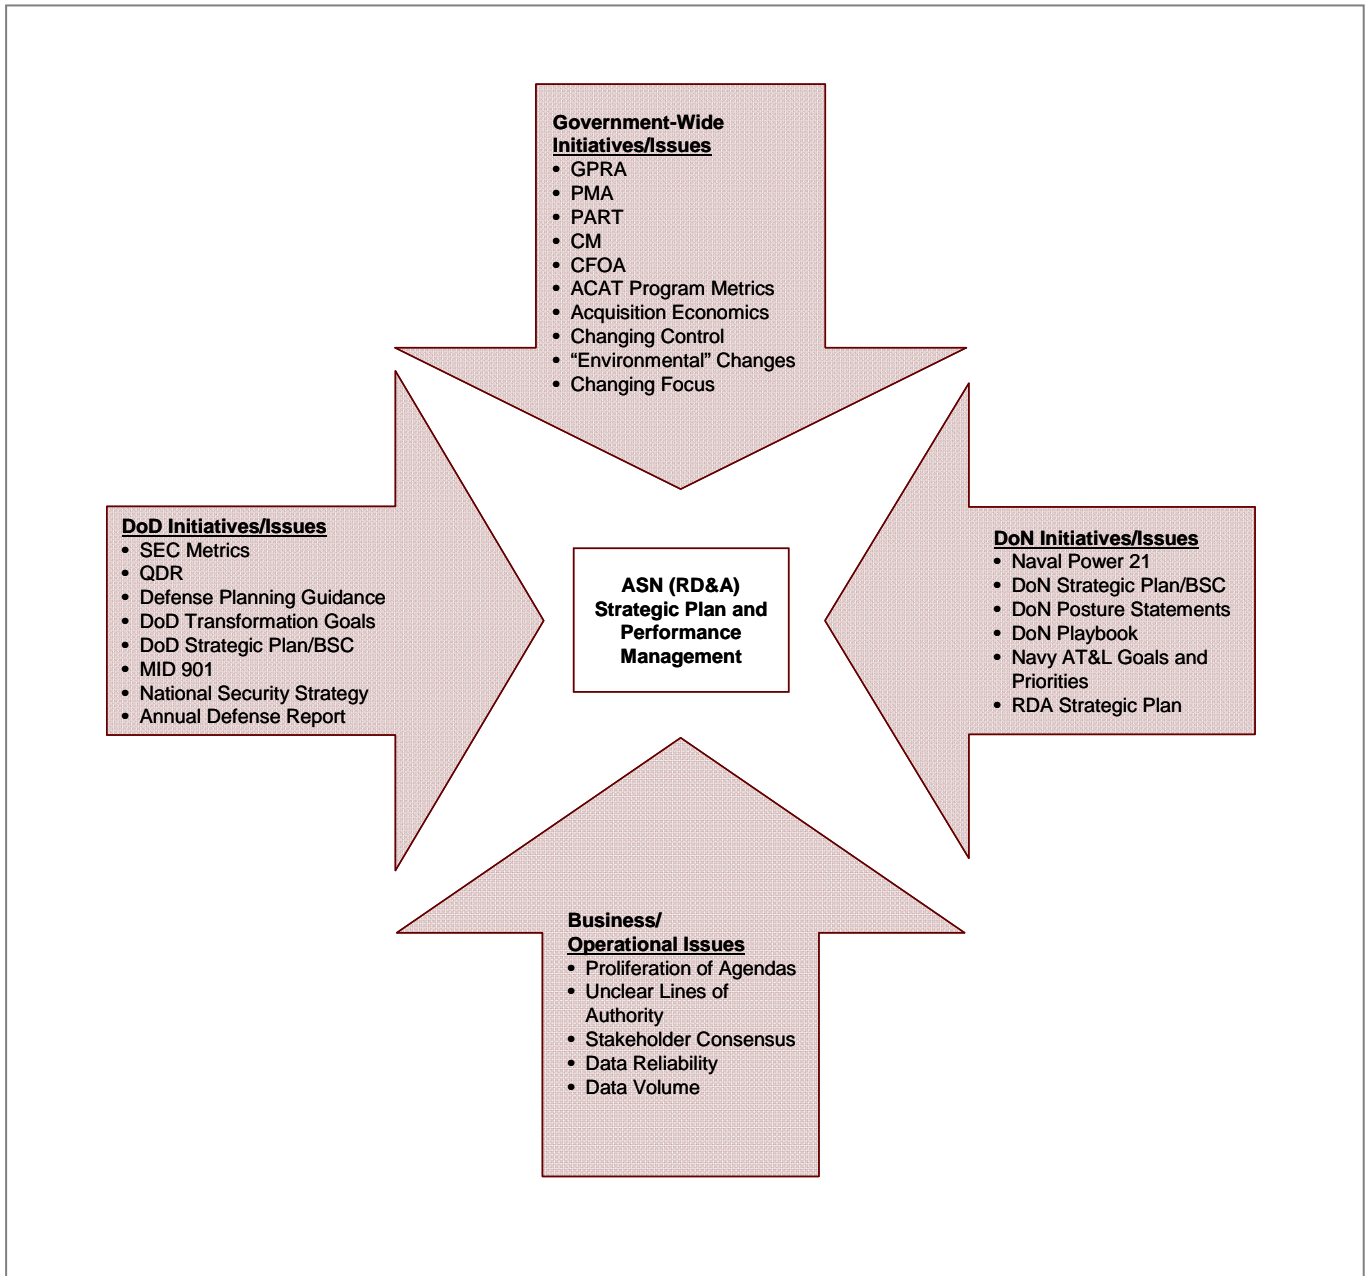 Government-Wide
Initiatives/Issues
• GPRA
• PMA
• PART
• CM
• CFOA
• ACAT Program Metrics
• Acquisition Economics
• Changing Control
• “Environmental” Changes
• Changing Focus
DoD Initiatives/Issues
• SEC Metrics
• QDR
• Defense Planning Guidance
• DoD Transformation Goals
• DoD Strategic Plan/BSC
• MID 901
• National Security Strategy
• Annual Defense Report
ASN (RD&A)
Strategic Plan and
Performance
Management
DoN Initiatives/Issues
• Naval Power 21
• DoN Strategic Plan/BSC
• DoN Posture Statements
• DoN Playbook
• Navy AT&L Goals and
Priorities
• RDA Strategic Plan
Business/
Operational Issues
• Proliferation of Agendas
• Unclear Lines of
Authority
• Stakeholder Consensus
• Data Reliability
• Data Volume